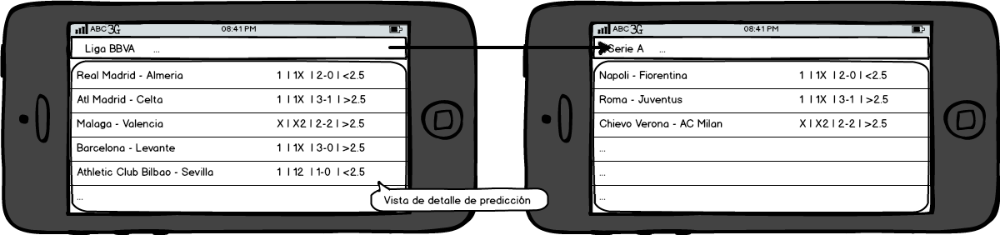 ABC 3G 08:41 PM
Liga BBVA ...
Real Madrid - Almeria 1 | 1X | 2-0 | <2.5
Atl Madrid - Celta 1 | 1X | 3-1 | >2.5
Malaga - Valencia X | X2 | 2-2 | >2.5
Barcelona - Levante 1 | 1X | 3-0 | >2.5
Athletic Club Bilbao - Sevilla 1 | 12 | 1-0 | <2.5
...
Vista de detalle de predicción
ABC 3G 08:41 PM
Serie A ...
Napoli - Fiorentina 1 | 1X | 2-0 | <2.5
Roma - Juventus 1 | 1X | 3-1 | >2.5
Chievo Verona - AC Milan X | X2 | 2-2 | >2.5
...
...
...